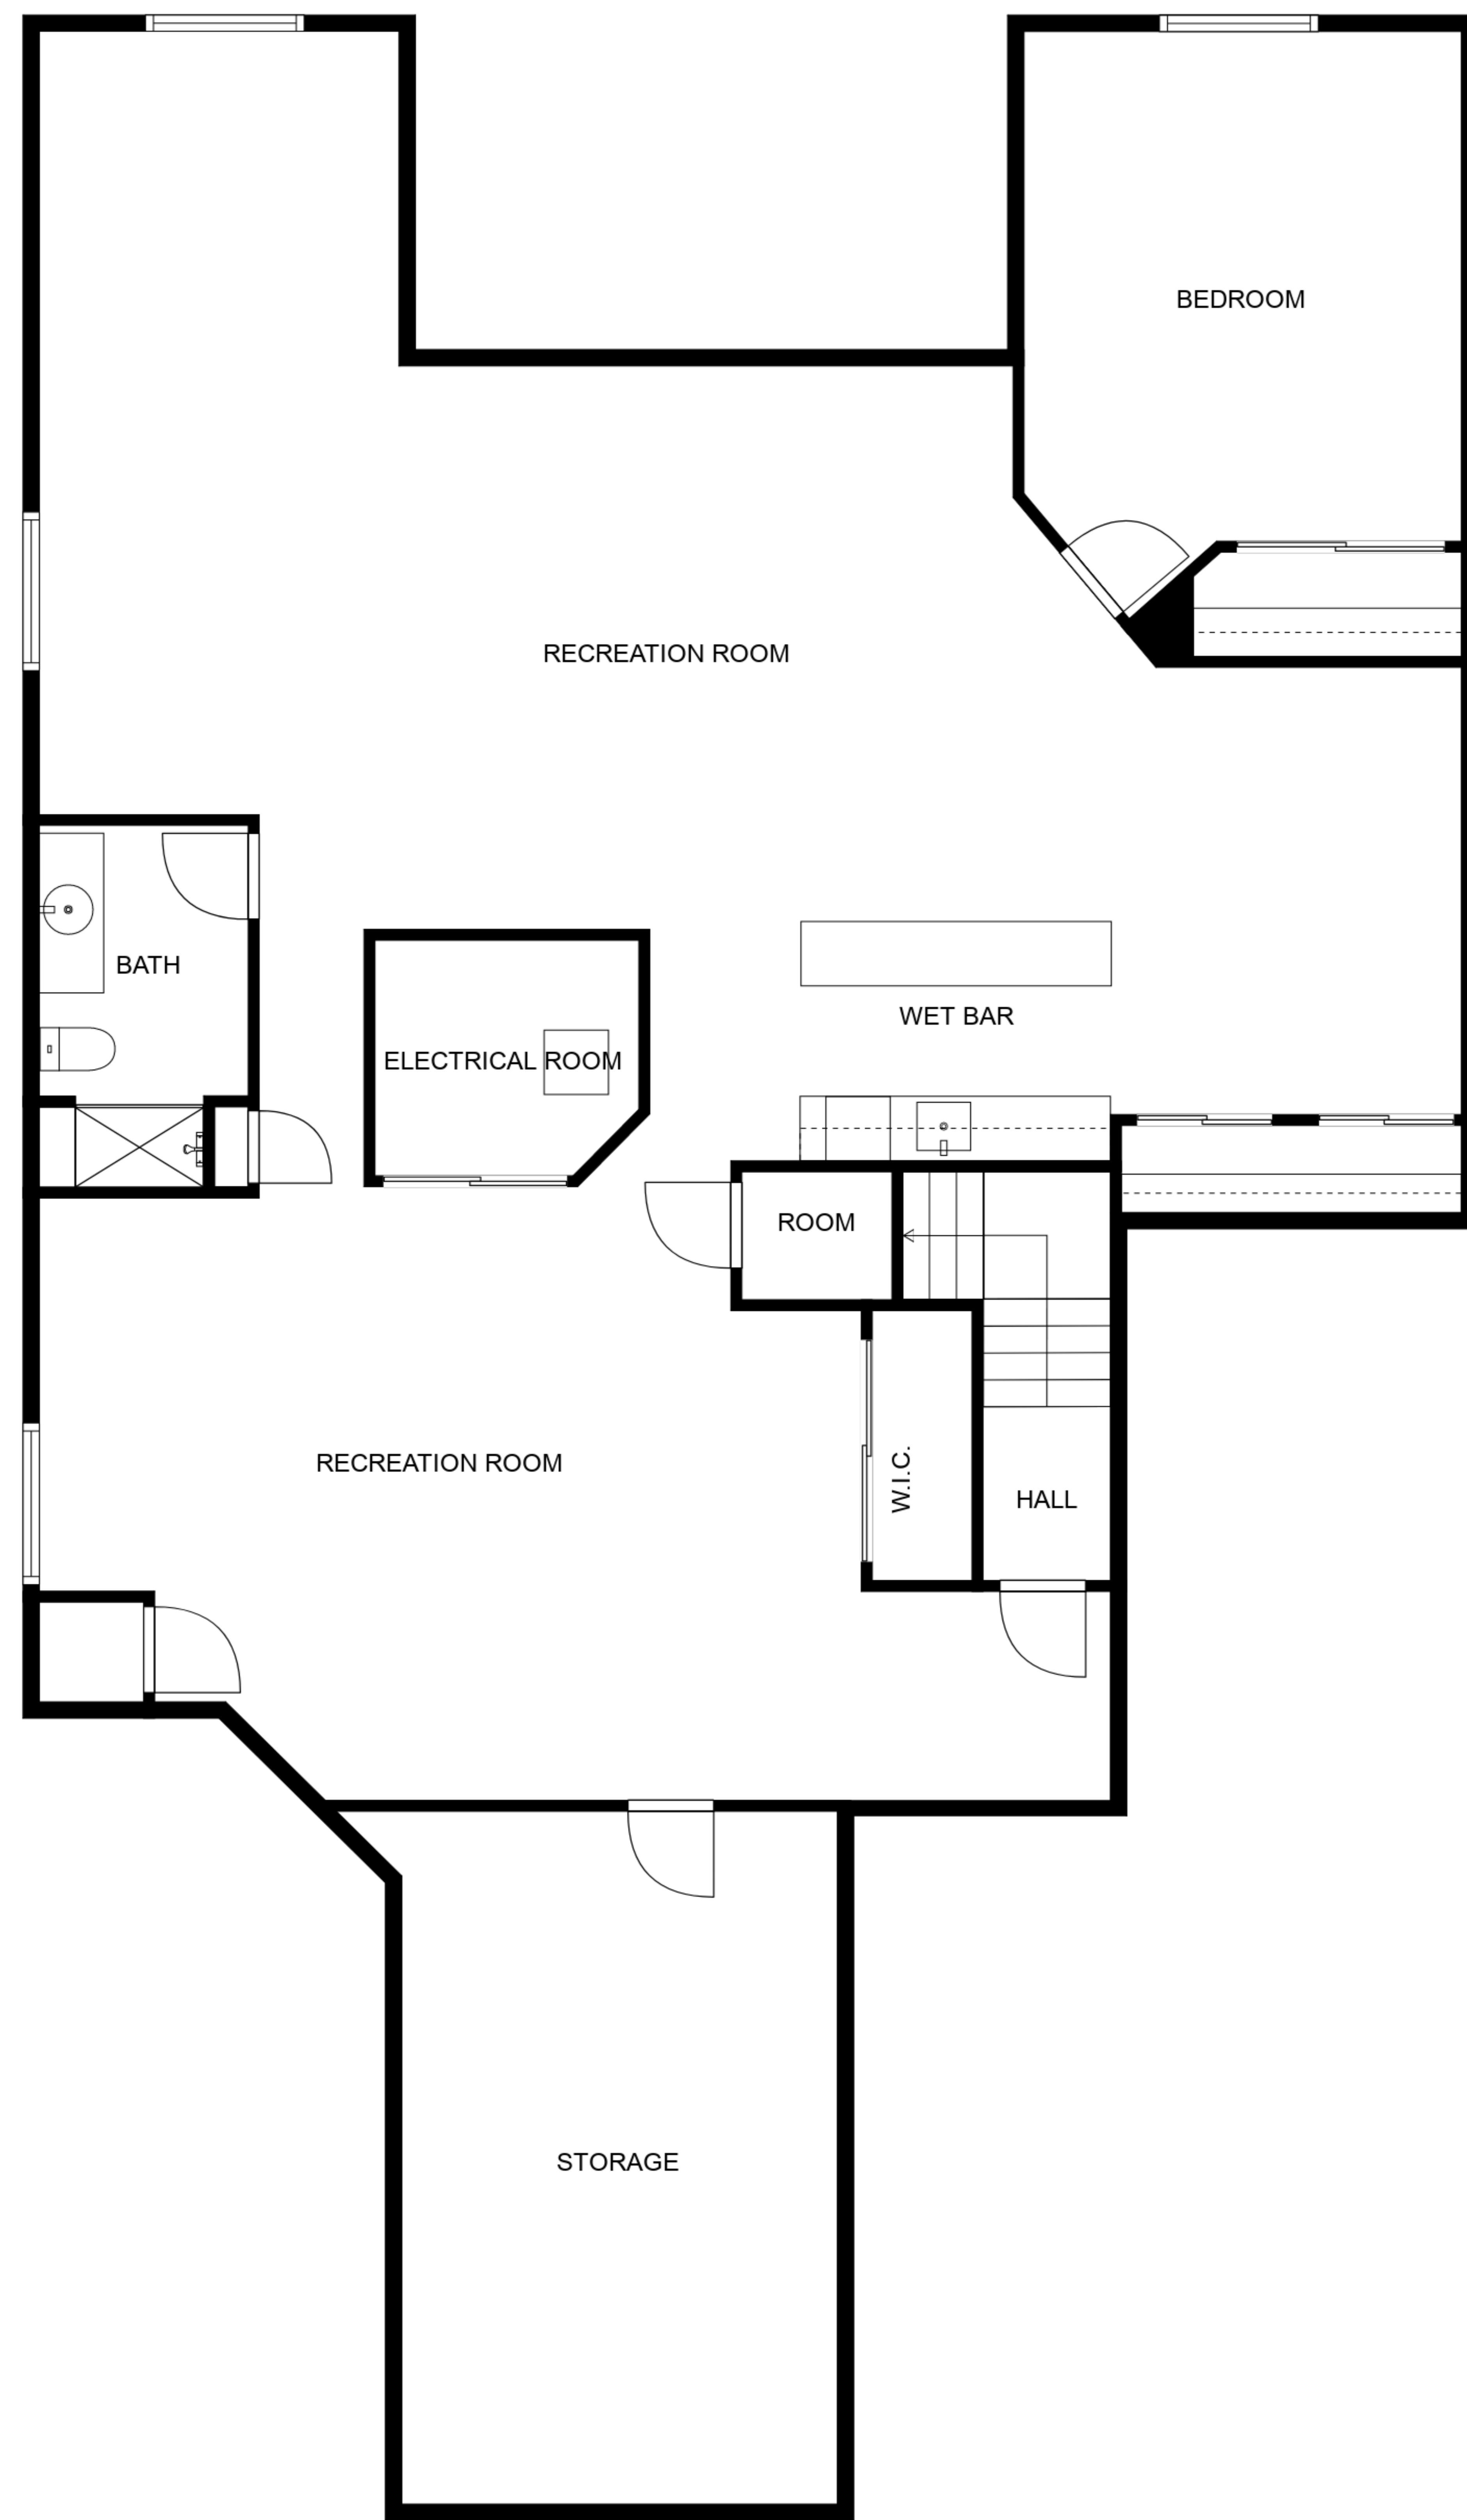 BEDROOM
RECREATION ROOM
BATH
WET BAR
ELECTRICAL ROOM
ROOM
RECREATION ROOM
W.I.C.
HALL
STORAGE